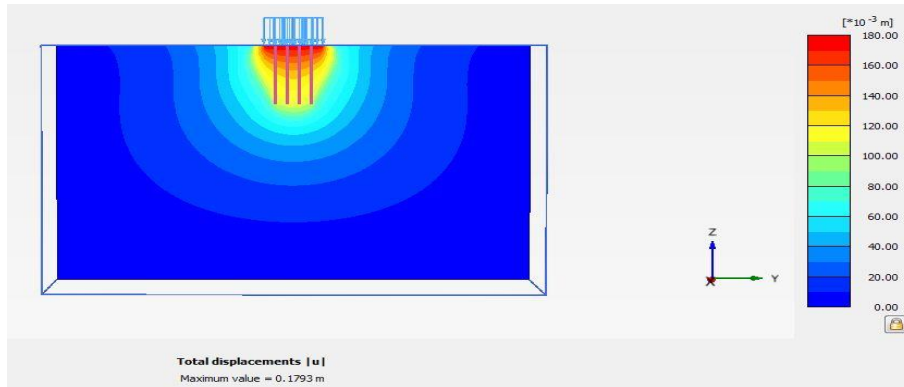 [*10 -3 m]
180.00
160.00
140.00
120.00
100.00
80.00
60.00
40.00
20.00
0.00
Z
X
Y
Total displacements |u|
Maximum value = 0.1793 m